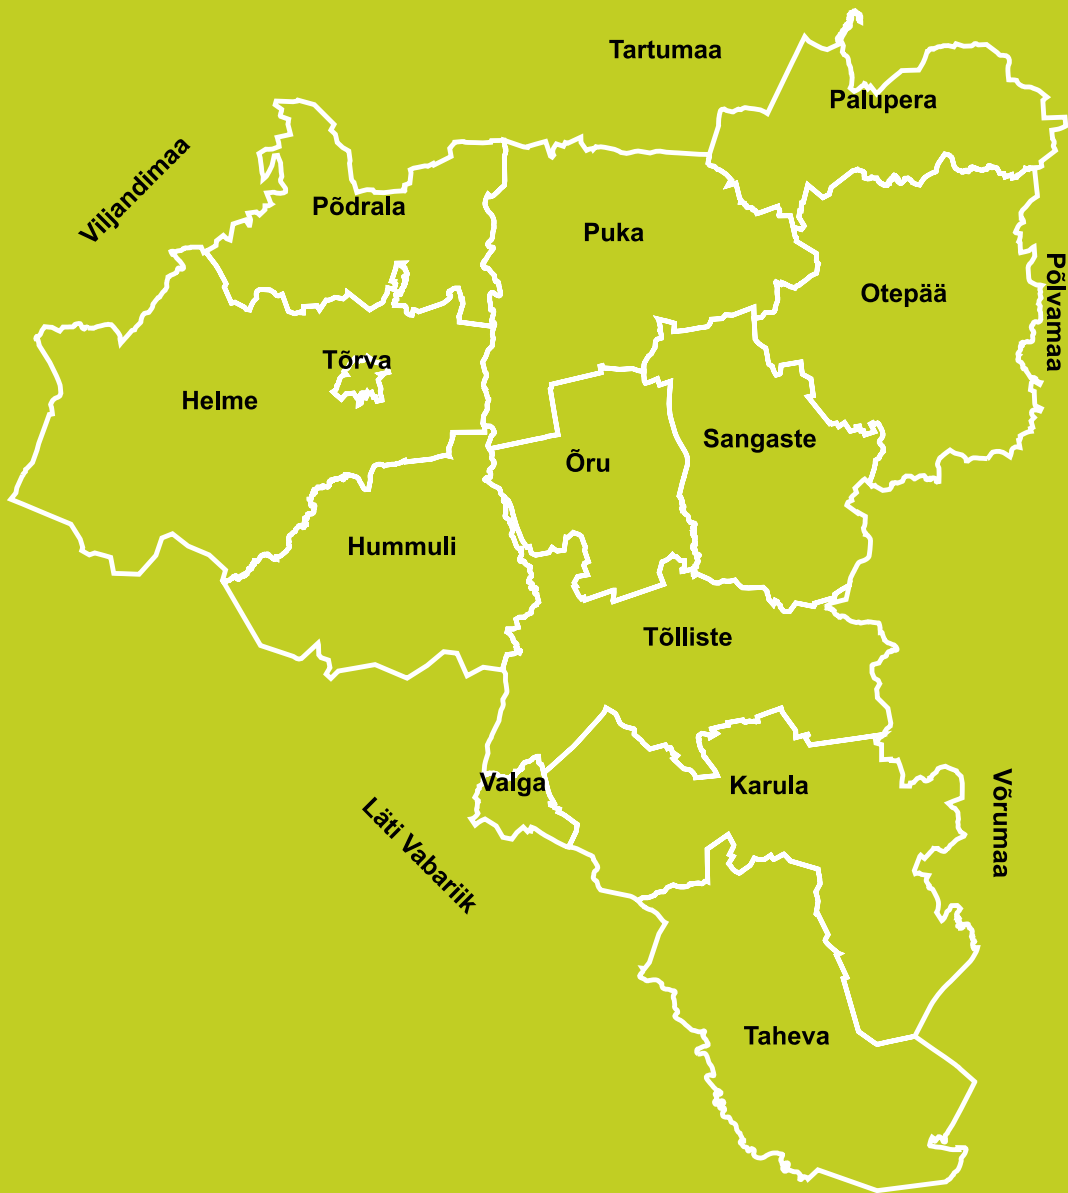 Tartumaa
Palupera
Viljandimaa
Põdrala
Puka
Otepää
Põlvamaa
Tõrva
Helme
Sangaste
Õru
Hummuli
Tõlliste
Valga
Karula
Võrumaa
Läti Vabariik
Taheva